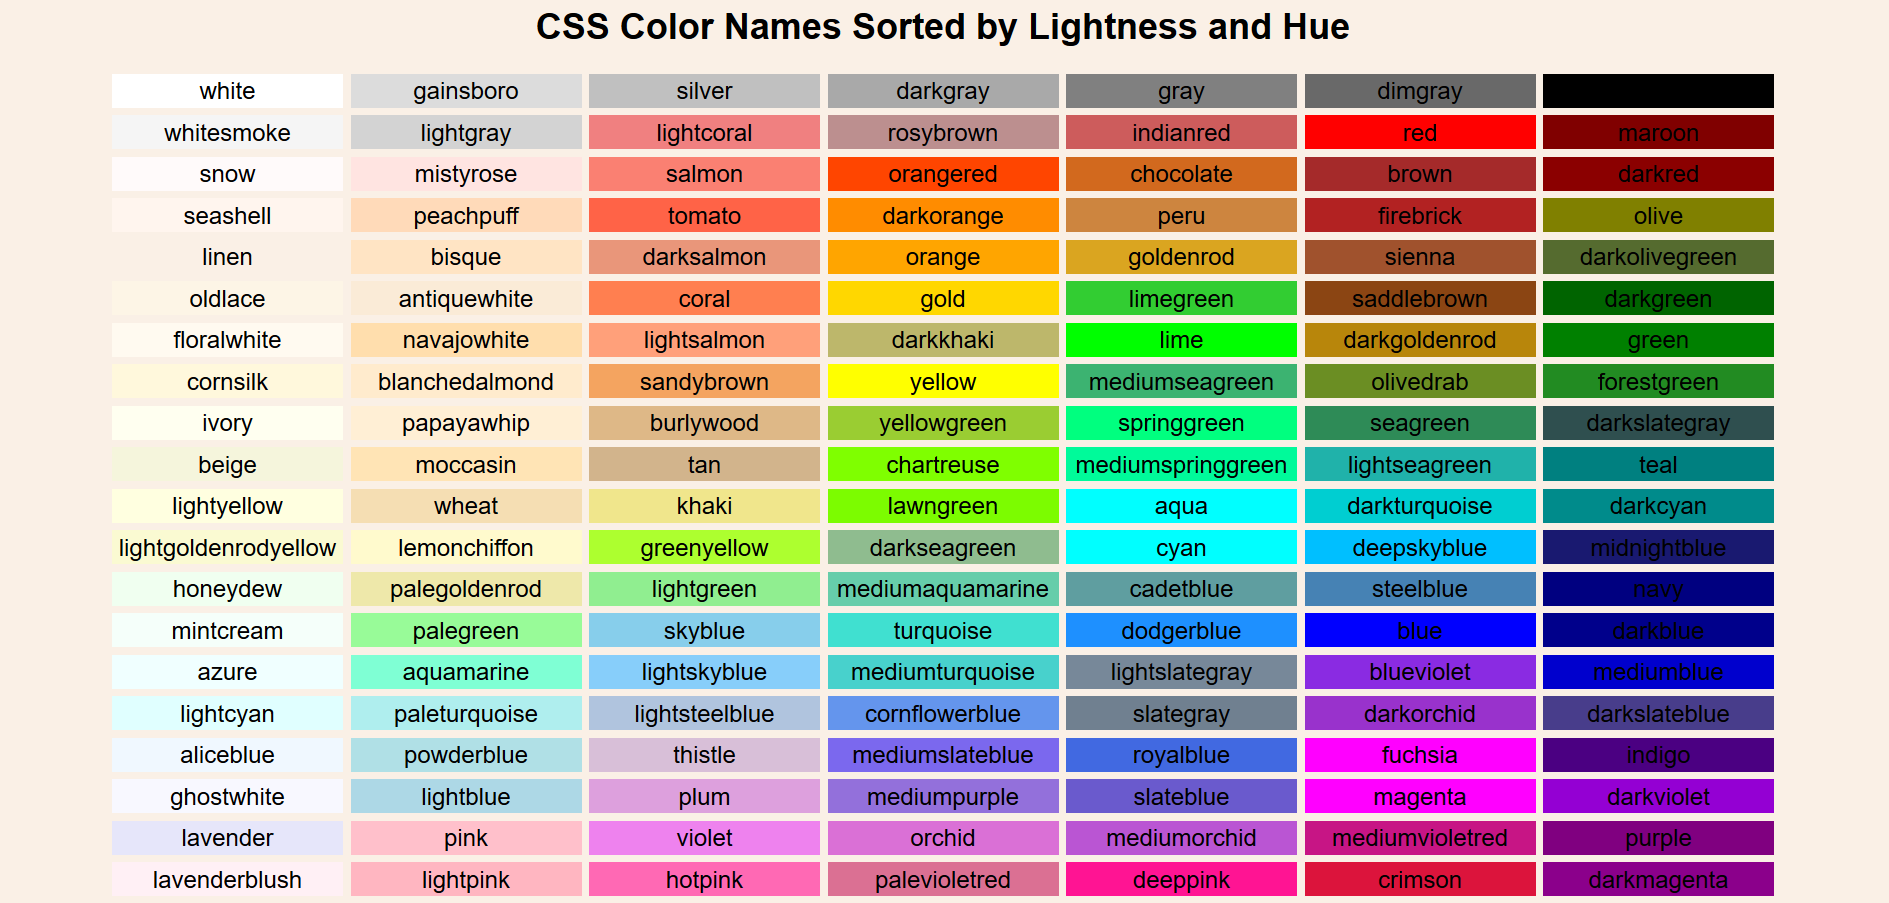 CSS Color Names Sorted by Lightness and Hue
white gainsboro silver darkgray gray dimgray
whitesmoke lightgray lightcoral rosybrown indianred red maroon
snow mistyrose salmon orangered chocolate brown darkred
seashell peachpuff tomato darkorange peru firebrick olive
linen bisque darksalmon orange goldenrod sienna darkolivegreen
oldlace antiquewhite coral gold limegreen saddlebrown darkgreen
floralwhite navajowhite lightsalmon darkkhaki lime darkgoldenrod green
cornsilk blanchedalmond sandybrown yellow mediumseagreen olivedrab forestgreen
ivory papayawhip burlywood yellowgreen springgreen seagreen darkslategray
beige moccasin tan chartreuse mediumspringgreen lightseagreen teal
lightyellow wheat khaki lawngreen aqua darkturquoise darkcyan
lightgoldenrodyellow lemonchiffon greenyellow darkseagreen cyan deepskyblue midnightblue
honeydew palegoldenrod lightgreen mediumaquamarine cadetblue steelblue navy
mintcream palegreen skyblue turquoise dodgerblue blue darkblue
azure aquamarine lightskyblue mediumturquoise lightslategray blueviolet mediumblue
lightcyan paleturquoise lightsteelblue cornflowerblue slategray darkorchid darkslateblue
aliceblue powderblue thistle mediumslateblue royalblue fuchsia indigo
ghostwhite lightblue plum mediumpurple slateblue magenta darkviolet
lavender pink violet orchid mediumorchid mediumvioletred purple
lavenderblush lightpink hotpink palevioletred deeppink crimson darkmagenta